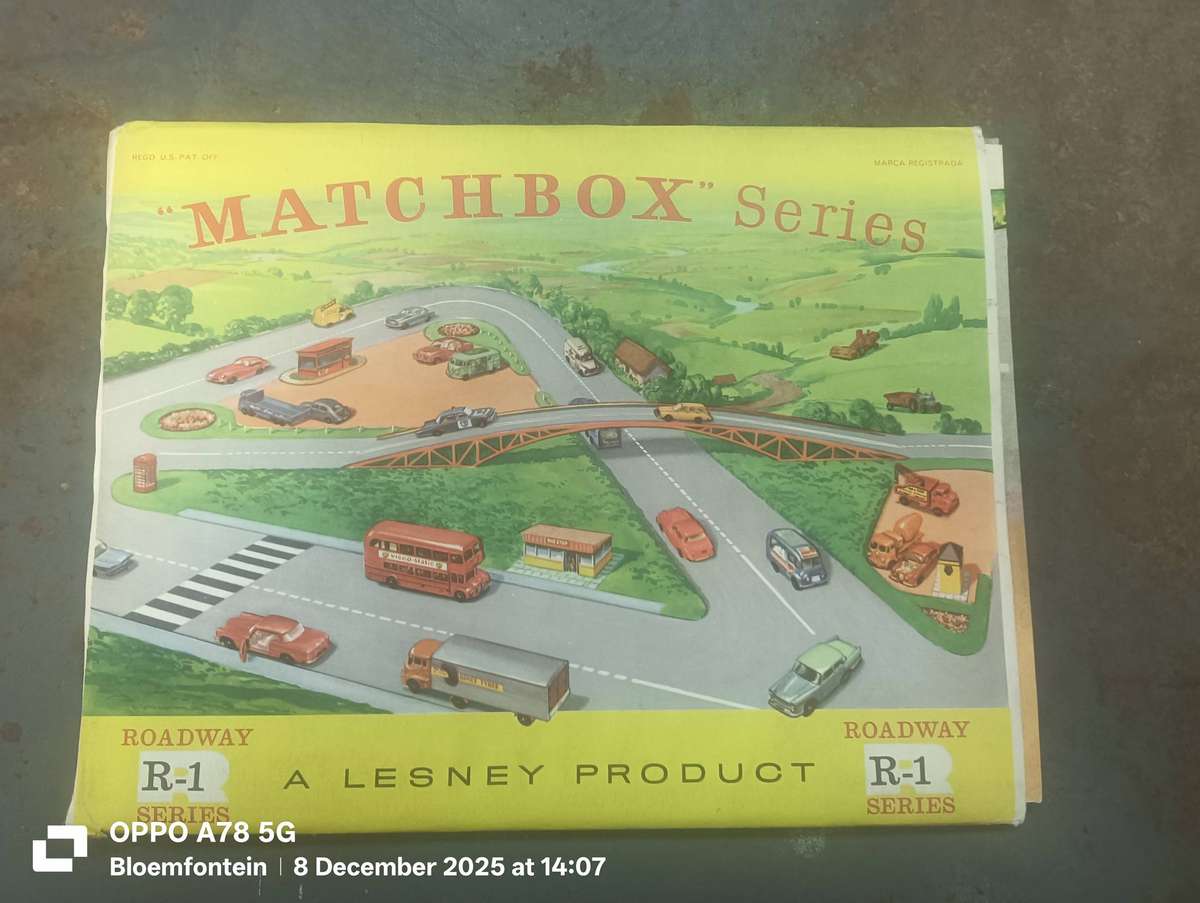 REGD U.S. PAT. OFF
MARCA REGISTRADA
"MATCHBOX" Series
ROADWAY
R-1
SERIES
A LESNEY PRODUCT
ROADWAY
R-1
SERIES
OPPO A78 5G
Bloemfontein | 8 December 2025 at 14:07